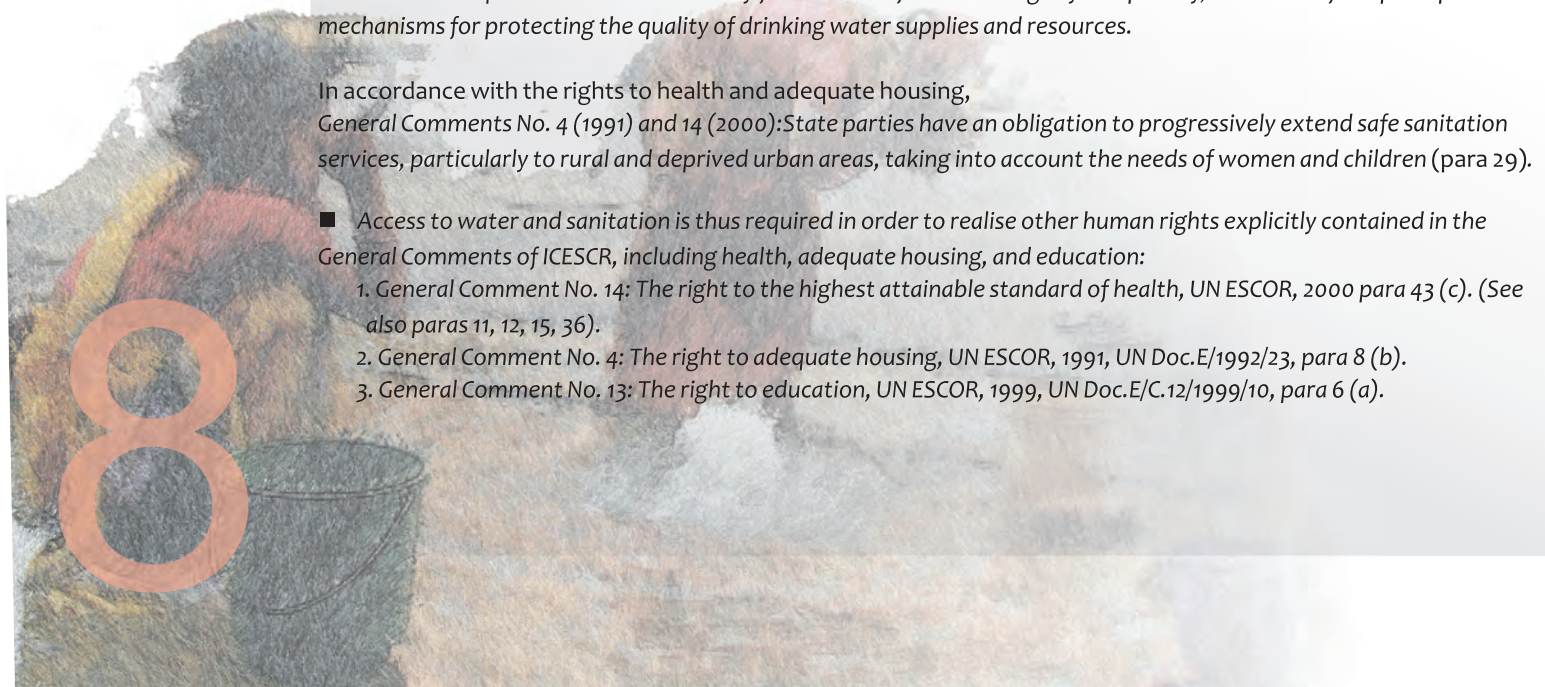 mechanisms for protecting the quality of drinking water supplies and resources.
In accordance with the rights to health and adequate housing,
General Comments No. 4 (1991) and 14 (2000):State parties have an obligation to progressively extend safe sanitation
services, particularly to rural and deprived urban areas, taking into account the needs of women and children (para 29).
■ Access to water and sanitation is thus required in order to realise other human rights explicitly contained in the
General Comments of ICESCR, including health, adequate housing, and education:
1. General Comment No. 14: The right to the highest attainable standard of health, UN ESCOR, 2000 para 43 (c). (See
also paras 11, 12, 15, 36).
2. General Comment No. 4: The right to adequate housing, UN ESCOR, 1991, UN Doc.E/1992/23, para 8 (b).
3. General Comment No. 13: The right to education, UN ESCOR, 1999, UN Doc.E/C.12/1999/10, para 6 (a).
8